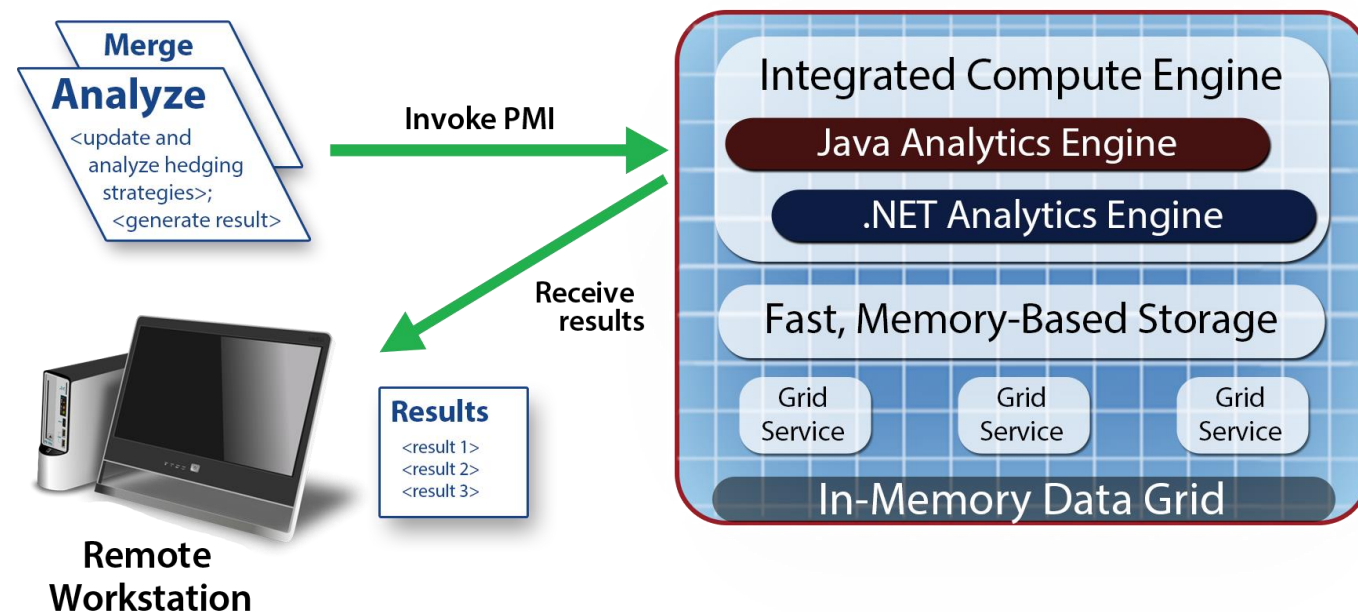 Merge
Analyze
<update and
analyze hedging
strategies>;
<generate result>
Invoke PMI
Receive
results
Remote
Workstation
Results
<result 1>
<result 2>
<result 3>
Integrated Compute Engine
Java Analytics Engine
.NET Analytics Engine
Fast, Memory-Based Storage
Grid
Service
Grid
Service
Grid
Service
In-Memory Data Grid